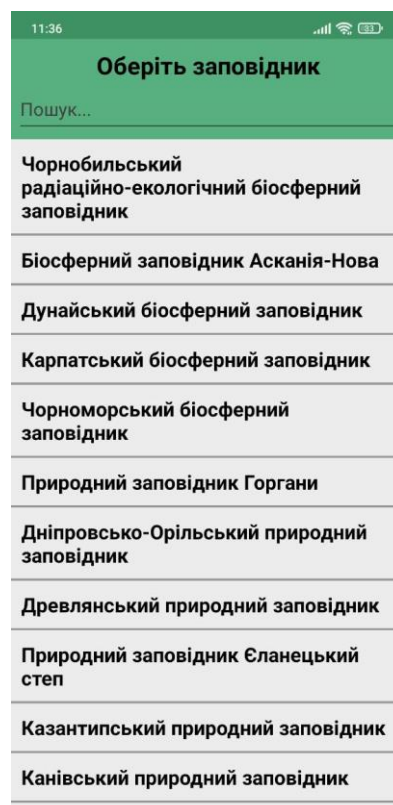 11:36
33
Оберіть заповідник
Пошук...
Чорнобильський
радіаційно-екологічний біосферний
заповідник
Біосферний заповідник Асканія-Нова
Дунайський біосферний заповідник
Карпатський біосферний заповідник
Чорноморський біосферний
заповідник
Природний заповідник Горгани
Дніпровсько-Орільський природний
заповідник
Древлянський природний заповідник
Природний заповідник Єланецький
степ
Казантипський природний заповідник
Канівський природний заповідник